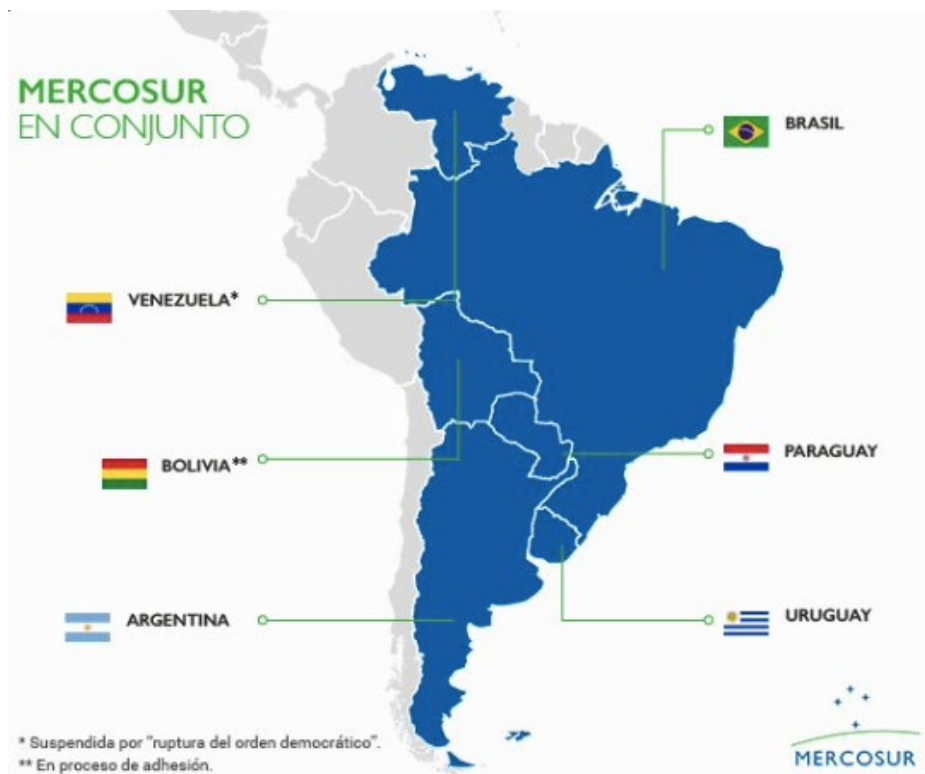 MERCOSUR
EN CONJUNTO
BRASIL
VENEZUELA*
PARAGUAY
BOLIVIA**
ARGENTINA
URUGUAY
* Suspendida por "ruptura del orden democrático".
** En proceso de adhesión.
MERCOSUR